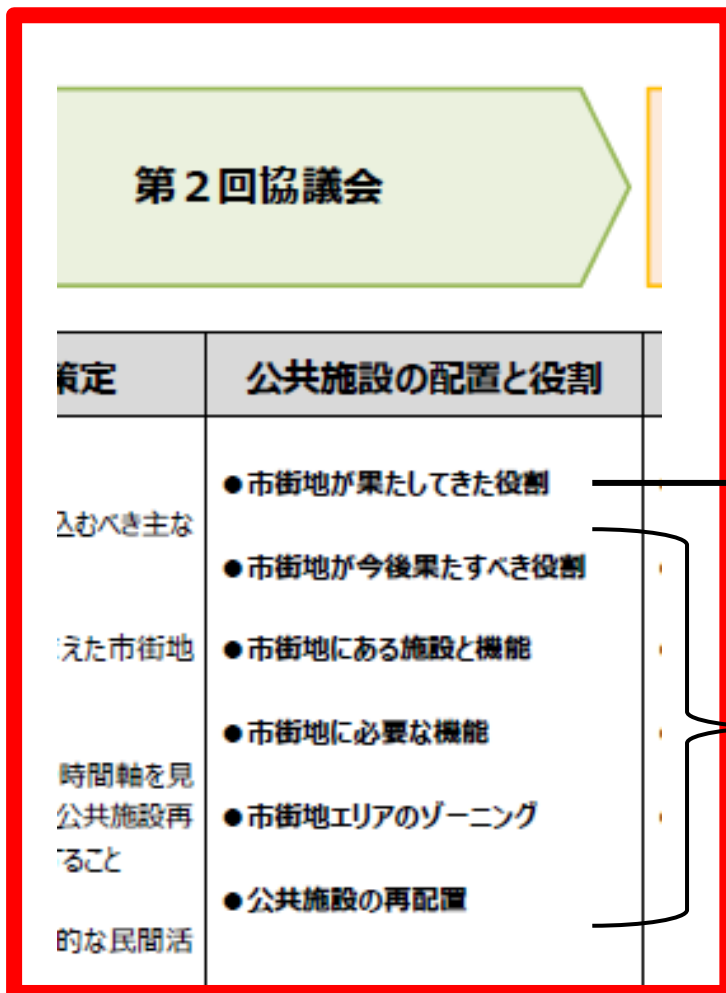 第２回協議会
策定
公共施設の配置と役割
込むべき主な
えた市街地
時間軸を見
公共施設再
ること
的な民間活
●市街地が果たしてきた役割
●市街地が今後果たすべき役割
●市街地にある施設と機能
●市街地に必要な機能
●市街地エリアのゾーニング
●公共施設の再配置